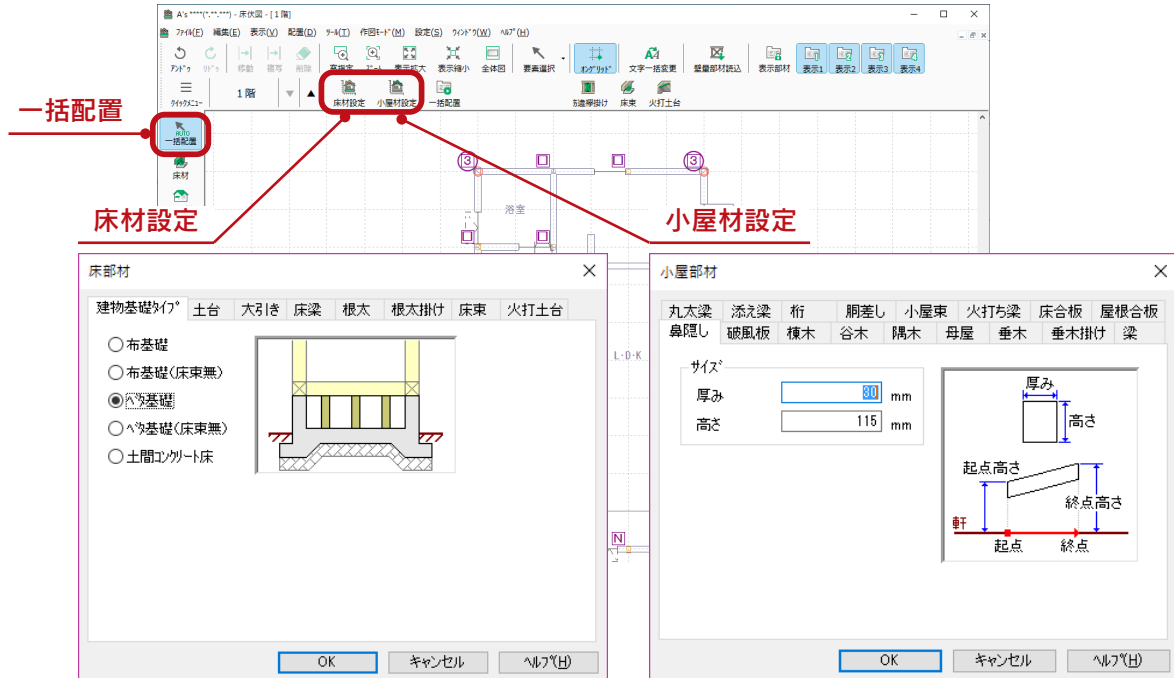 A's ****(*.**.***) - 床伏図 - [1 階]
ファイル(F) 編集(E) 表示(V) 配置(D) ツール(T) 作図モード(M) 設定(S) ウィンドウ(W) ヘルプ(H)
アンドゥ リドゥ 移動 複写 削除 表示拡大 表示縮小 全体図 要素選択 オングリッド 文字一括変更 壁量部材読込 表示部材 表示1 表示2 表示3 表示4
クイックメニュー 1 階 ▼ ▲ 床材設定 小屋材設定 一括配置 床束 火打土台
一括配置
AUTO
一括配置
床材
3 3
浴室
床材設定
小屋材設定
L・D・K
N
床部材
建物基礎タイプ 土台 大引き 床梁 根太 根太掛け 床束 火打土台
布基礎
布基礎(床束無)
ベタ基礎
ベタ基礎(床束無)
土間コンクリート床
OK キャンセル ヘルプ(H)
小屋部材
丸太梁 添え梁 桁 胴差し 小屋束 火打ち梁 床合板 屋根合板
鼻隠し 破風板 棟木 谷木 隅木 母屋 垂木 垂木掛け 梁
サイズ
厚み 30 mm
高さ 115 mm
厚み
高さ
起点高さ
終点高さ
軒
起点 終点
OK キャンセル ヘルプ(H)